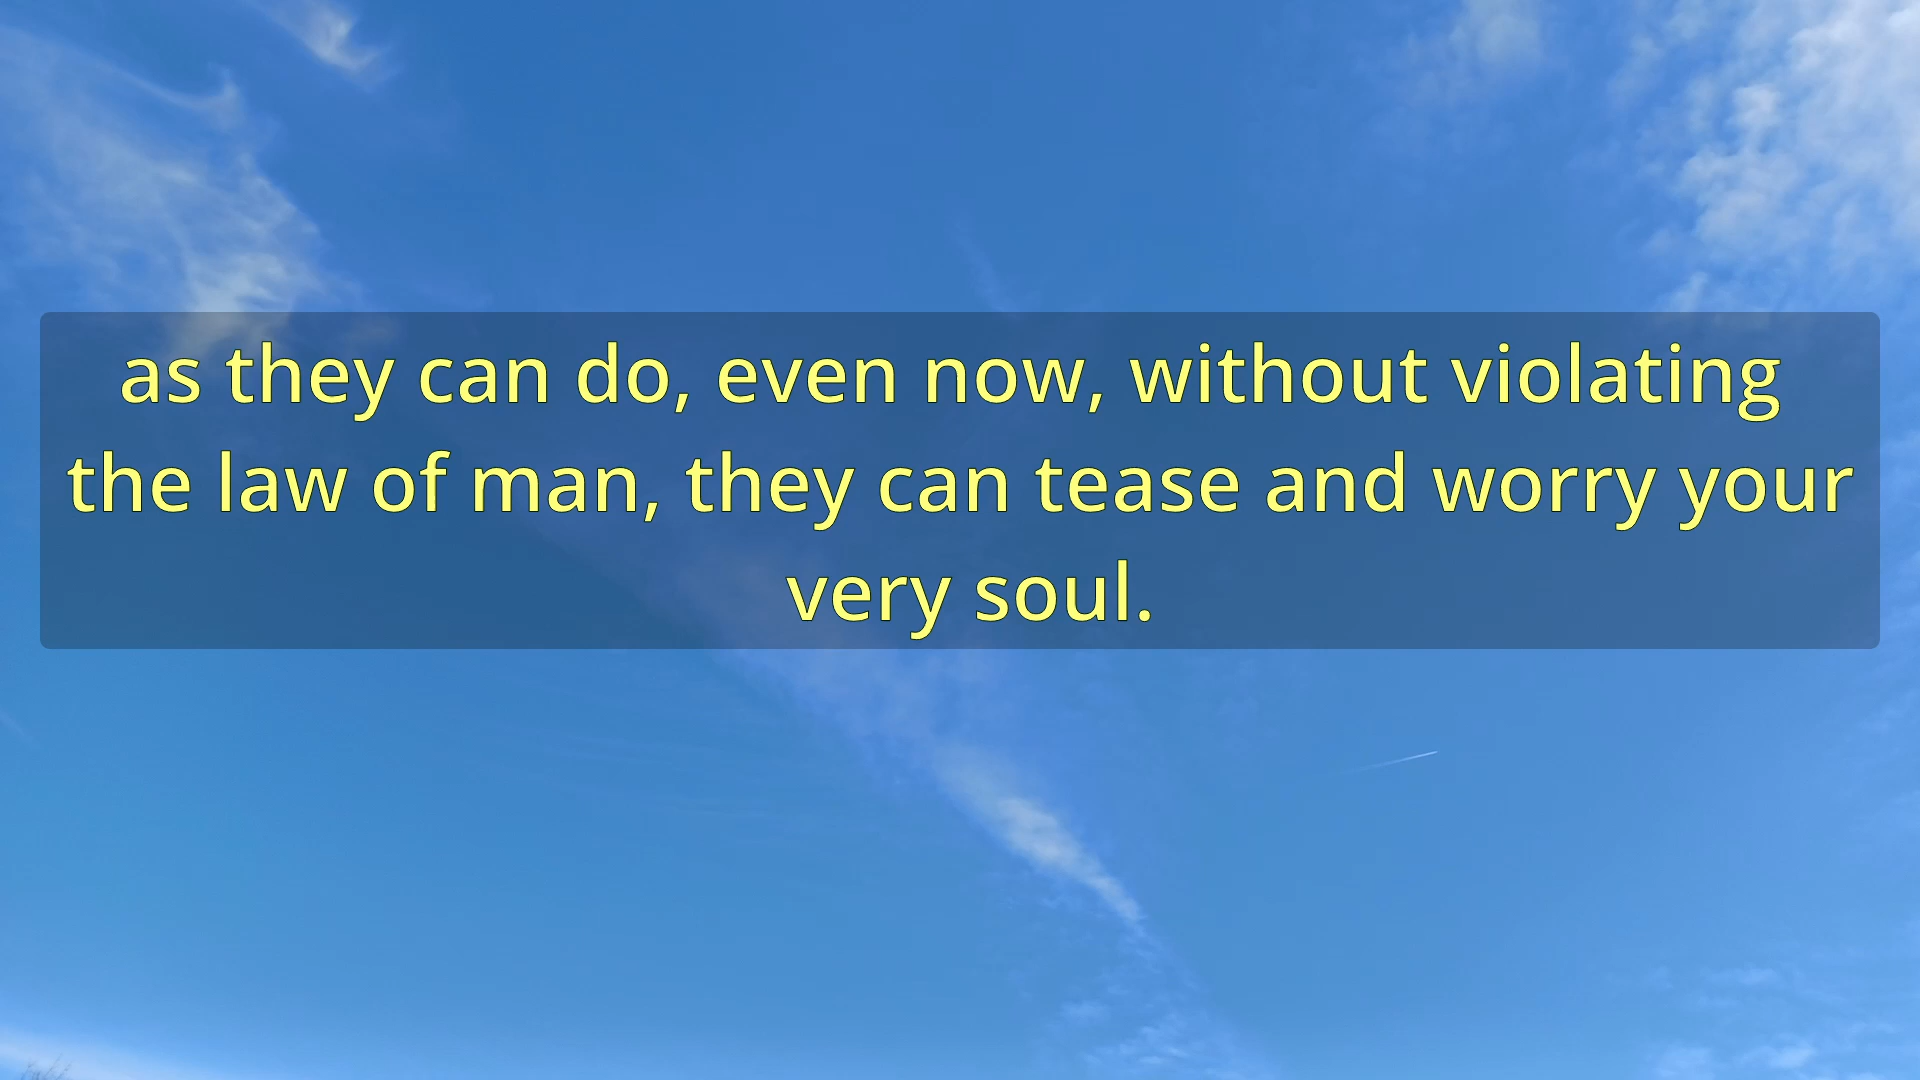 as they can do, even now, without violating
the law of man, they can tease and worry your
very soul.